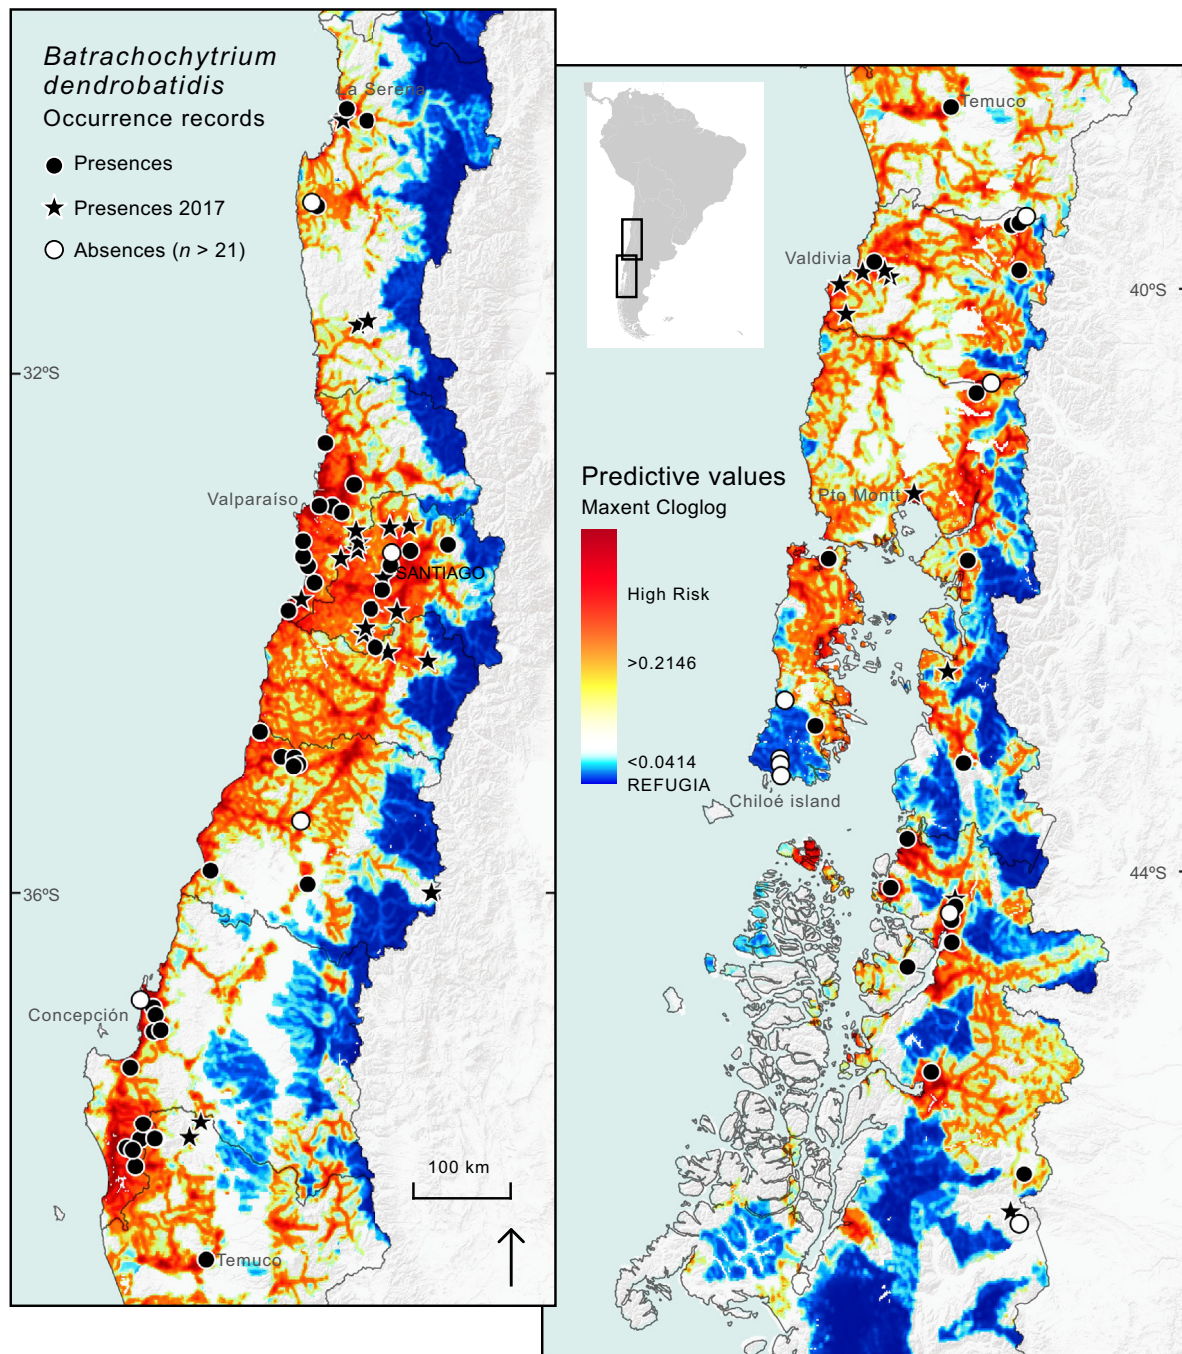 Batrachochytrium
dendrobatidis
Occurrence records
Presences
Presences 2017
Absences (n > 21)
La Serena
32ºS
Valparaíso
SANTIAGO
36ºS
Concepción
100 km
Temuco
Temuco
Valdivia
40ºS
Pto Montt
Predictive values
Maxent Cloglog
High Risk
>0.2146
<0.0414
REFUGIA
Chiloé island
44ºS